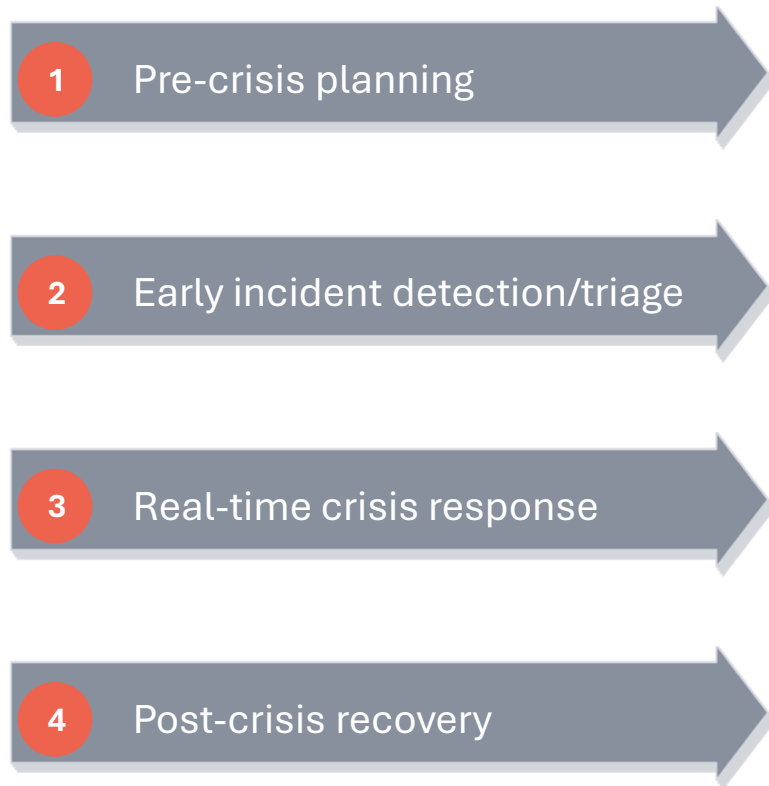 1 Pre-crisis planning
2 Early incident detection/triage
3 Real-time crisis response
4 Post-crisis recovery